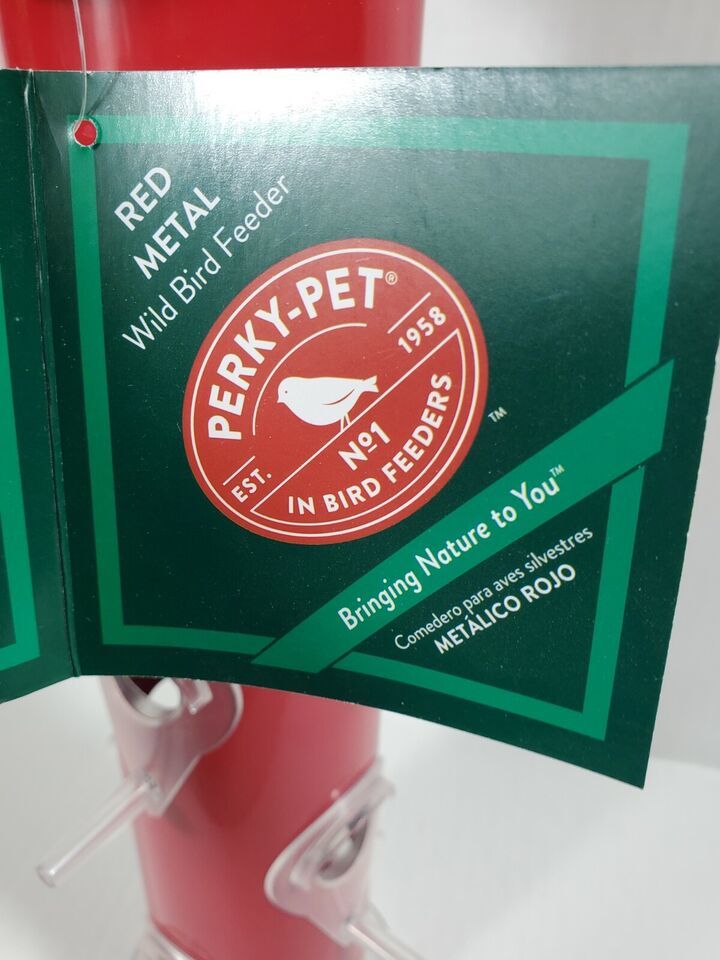 RED
METAL
Wild Bird Feeder
PERKY-PET®
EST. 1958
Nº1
IN BIRD FEEDERS
™
Bringing Nature to You™
Comedero para aves silvestres
METÁLICO ROJO